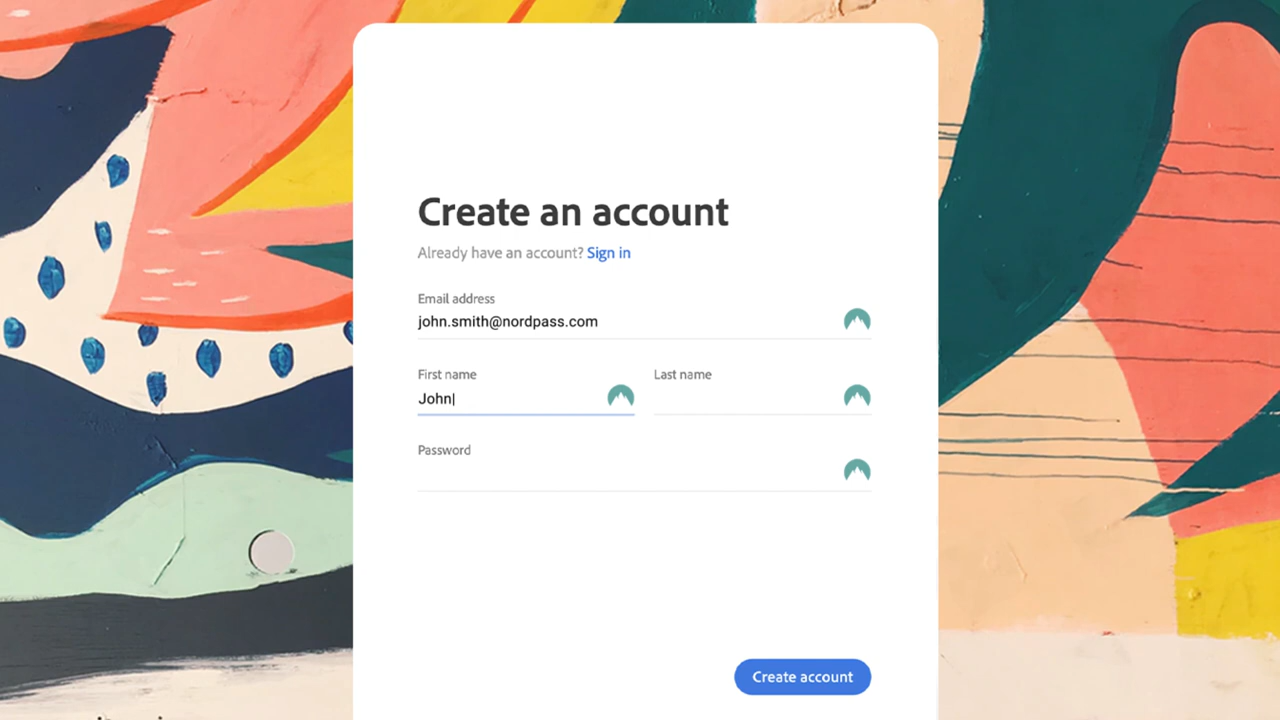 Create an account
Already have an account? Sign in
Email address
john.smith@nordpass.com
First name Last name
John
Password
Create account